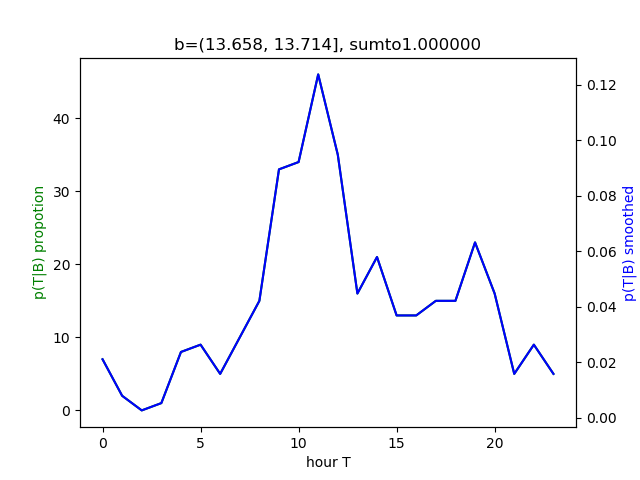 b=(13.658, 13.714], sumto1.000000
p(T|B) propotion
40
30
20
10
0
0.12
0.10
0.08
0.06
0.04
0.02
0.00
p(T|B) smoothed
0 5 10 15 20
hour T